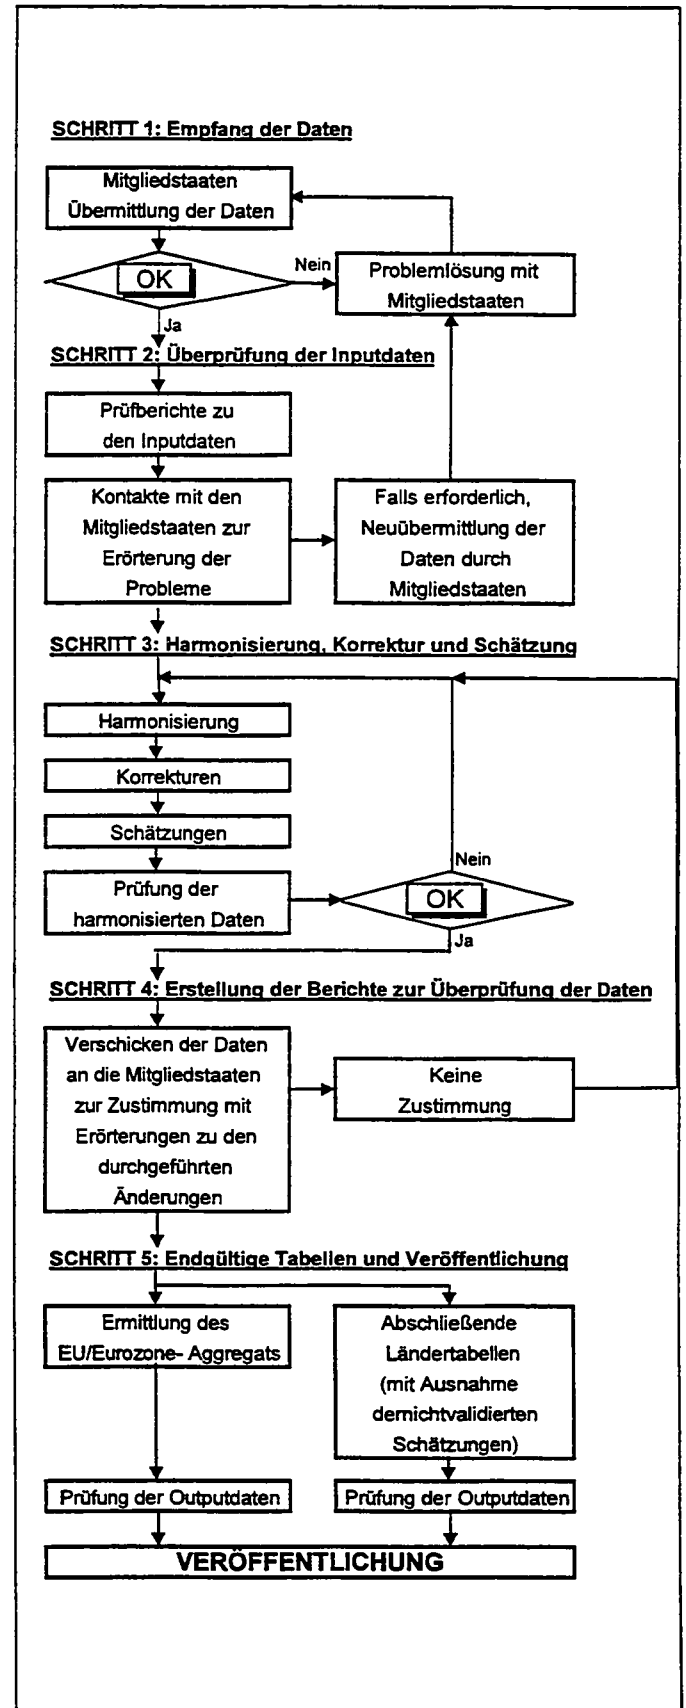 SCHRITT 1: Empfang der Daten
Mitgliedstaaten
Übermittlung der Daten
OK
Nein
Problemlösung mit
Mitgliedstaaten
Ja
SCHRITT 2: Überprüfung der Inputdaten
Prüfberichte zu
den Inputdaten
Kontakte mit den
Mitgliedstaaten zur
Erörterung der
Probleme
Falls erforderlich,
Neuübermittlung der
Daten durch
Mitgliedstaaten
SCHRITT 3: Harmonisierung, Korrektur und Schätzung
Harmonisierung
Korrekturen
Schätzungen
Prüfung der
harmonisierten Daten
Nein
OK
Ja
SCHRITT 4: Erstellung der Berichte zur Überprüfung der Daten
Verschicken der Daten
an die Mitgliedstaaten
zur Zustimmung mit
Erörterungen zu den
durchgeführten
Änderungen
Keine
Zustimmung
SCHRITT 5: Endgültige Tabellen und Veröffentlichung
Ermittlung des
EU/Eurozone- Aggregats
Abschließende
Ländertabellen
(mit Ausnahme
dernichtvalidierten
Schätzungen)
Prüfung der Outputdaten
Prüfung der Outputdaten
VERÖFFENTLICHUNG